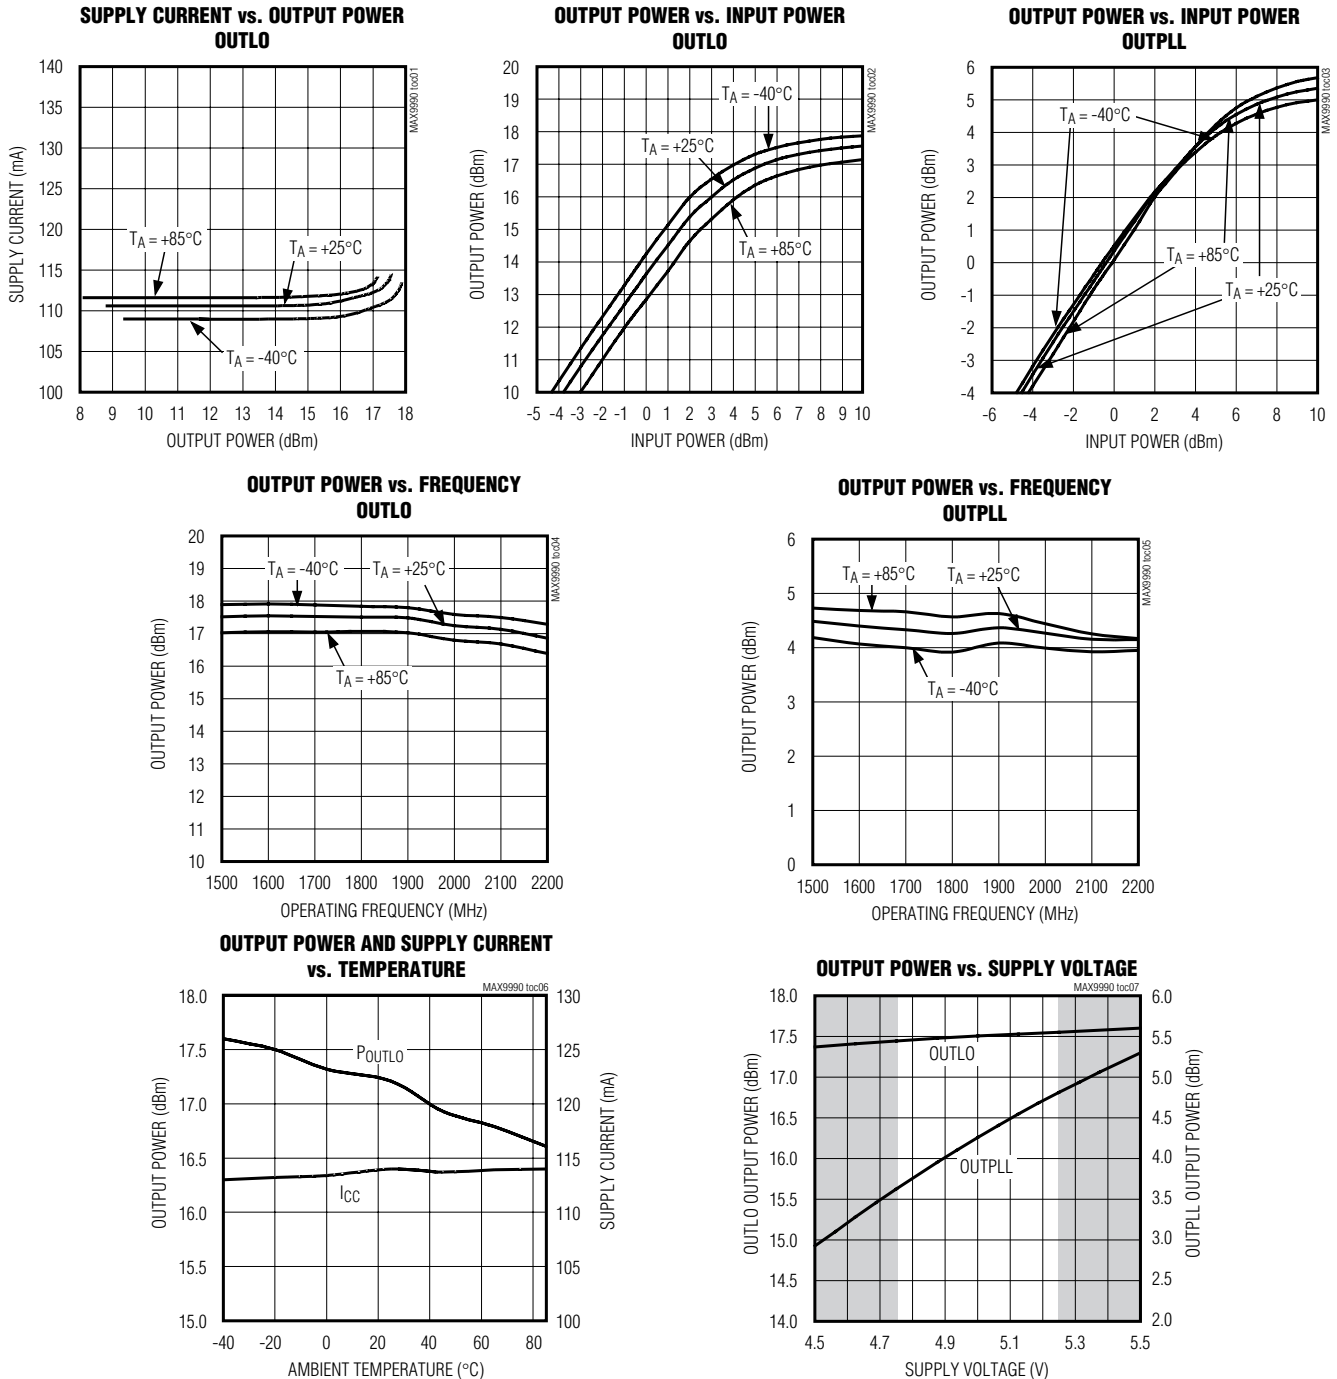 SUPPLY CURRENT vs. OUTPUT POWER
OUTLO
MAX9990 toc01
SUPPLY CURRENT (mA)
140
135
130
125
120
115
110
105
100
TA = +85°C
TA = +25°C
TA = -40°C
8 9 10 11 12 13 14 15 16 17 18
OUTPUT POWER (dBm)
OUTPUT POWER vs. INPUT POWER
OUTLO
MAX9990 toc02
OUTPUT POWER (dBm)
20
19
18
17
16
15
14
13
12
11
10
TA = -40°C
TA = +25°C
TA = +85°C
-5 -4 -3 -2 -1 0 1 2 3 4 5 6 7 8 9 10
INPUT POWER (dBm)
OUTPUT POWER vs. INPUT POWER
OUTPLL
MAX9990 toc03
OUTPUT POWER (dBm)
6
5
4
3
2
1
0
-1
-2
-3
-4
TA = -40°C
TA = +85°C
TA = +25°C
-6 -4 -2 0 2 4 6 8 10
INPUT POWER (dBm)
OUTPUT POWER vs. FREQUENCY
OUTLO
MAX9990 toc04
OUTPUT POWER (dBm)
20
19
18
17
16
15
14
13
12
11
10
TA = -40°C
TA = +25°C
TA = +85°C
1500 1600 1700 1800 1900 2000 2100 2200
OPERATING FREQUENCY (MHz)
OUTPUT POWER vs. FREQUENCY
OUTPLL
MAX9990 toc05
OUTPUT POWER (dBm)
6
5
4
3
2
1
0
TA = +85°C
TA = +25°C
TA = -40°C
1500 1600 1700 1800 1900 2000 2100 2200
OPERATING FREQUENCY (MHz)
OUTPUT POWER AND SUPPLY CURRENT
vs. TEMPERATURE
MAX9990 toc06
OUTPUT POWER (dBm)
18.0
17.5
17.0
16.5
16.0
15.5
15.0
POUTLO
ICC
130
125
120
115
110
105
100
SUPPLY CURRENT (mA)
-40 -20 0 20 40 60 80
AMBIENT TEMPERATURE (°C)
OUTPUT POWER vs. SUPPLY VOLTAGE
MAX9990 toc07
OUTLO OUTPUT POWER (dBm)
18.0
17.5
17.0
16.5
16.0
15.5
15.0
14.5
14.0
OUTLO
OUTPLL
6.0
5.5
5.0
4.5
4.0
3.5
3.0
2.5
2.0
OUTPLL OUTPUT POWER (dBm)
4.5 4.7 4.9 5.1 5.3 5.5
SUPPLY VOLTAGE (V)